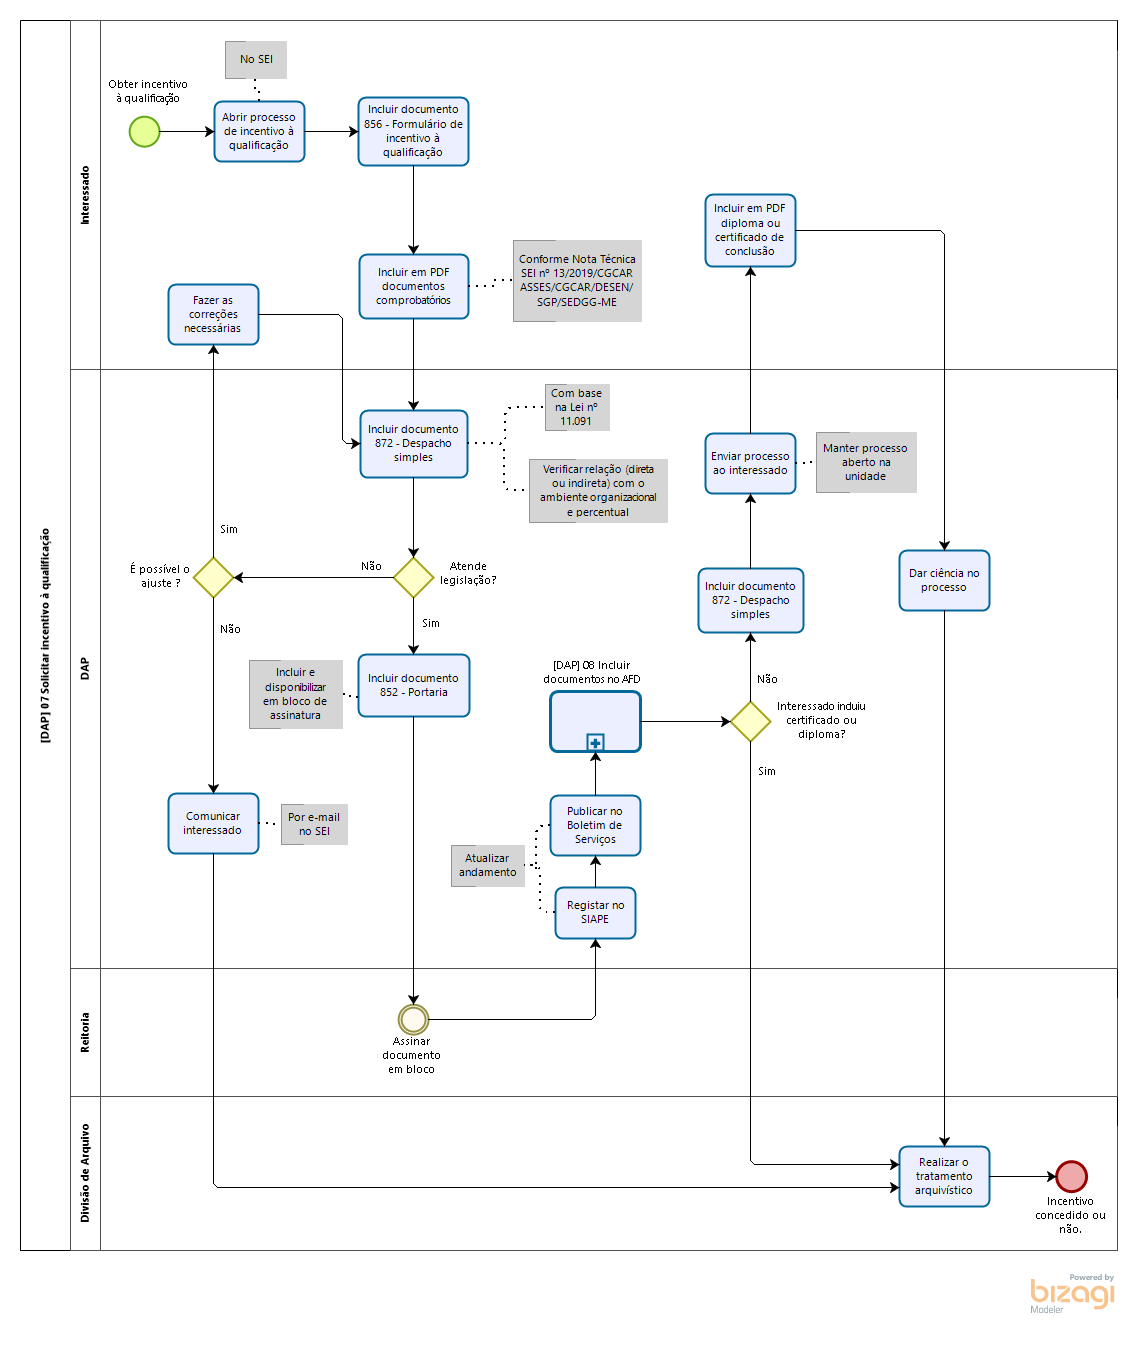 [DAP] 07 Solicitar incentivo à qualificação
Interessado
No SEI
Obter incentivo
à qualificação
Abrir processo
de incentivo à
qualificação
Incluir documento
856 - Formulário de
incentivo à
qualificação
Incluir em PDF
diploma ou
certificado de
conclusão
Incluir em PDF
documentos
comprobatórios
Conforme Nota Técnica
SEI nº 13/2019/CGCAR
ASSES/CGCAR/DESEN/
SGP/SEDGG-ME
Fazer as
correções
necessárias
DAP
Com base
na Lei nº
11.091
Incluir documento
872 - Despacho
simples
Verificar relação (direta
ou indireta) com o
ambiente organizacional
e percentual
Enviar processo
ao interessado
Manter processo
aberto na
unidade
Sim
É possível o
ajuste ?
Não
Atende
legislação?
Não
Sim
Incluir documento
872 - Despacho
simples
Dar ciência no
processo
Incluir e
disponibilizar
em bloco de
assinatura
Incluir documento
852 - Portaria
[DAP] 08 Incluir
documentos no AFD
Não
Interessado incluiu
certificado ou
diploma?
Sim
Comunicar
interessado
Por e-mail
no SEI
Publicar no
Boletim de
Serviços
Atualizar
andamento
Registar no
SIAPE
Reitoria
Assinar
documento
em bloco
Divisão de Arquivo
Realizar o
tratamento
arquivístico
Incentivo
concedido ou
não.
Powered by
bizagi
Modeler